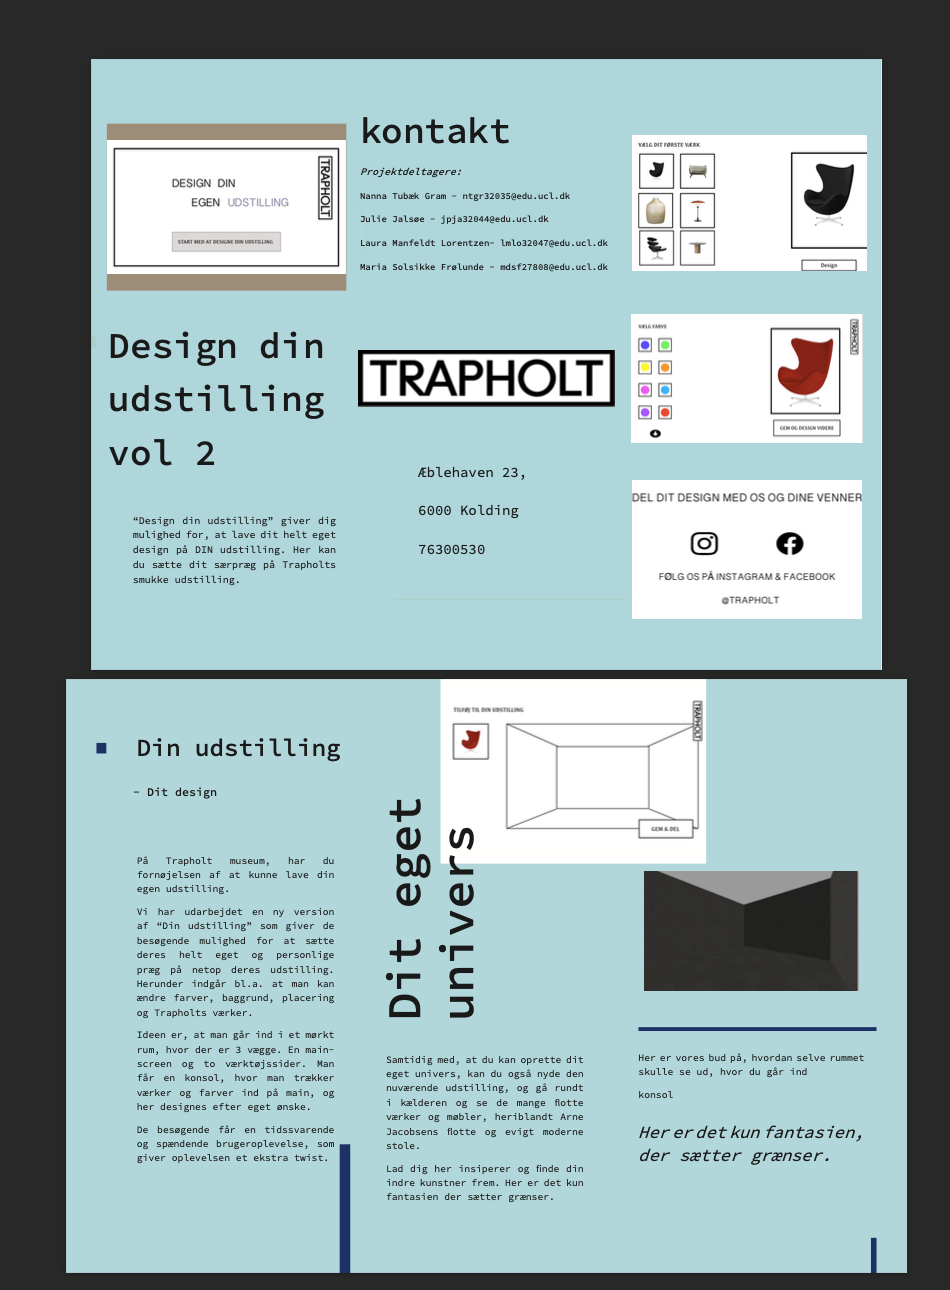 DESIGN DIN
EGEN UDSTILLING
TRAPHOLT
START MED AT DESIGNE DIN UDSTILLING
Design din
udstilling
vol 2
“Design din udstilling” giver dig
mulighed for, at lave dit helt eget
design på DIN udstilling. Her kan
du sætte dit særpræg på Trapholts
smukke udstilling.
kontakt
Projektdeltagere:
Nanna Tubæk Gram – ntgr32035@edu.ucl.dk
Julie Jalsøe – jpja32044@edu.ucl.dk
Laura Manfeldt Lorentzen– lmlo32047@edu.ucl.dk
Maria Solsikke Frølunde – mdsf27808@edu.ucl.dk
TRAPHOLT
Æblehaven 23,
6000 Kolding
76300530
VÆLG DIT FØRSTE VÆRK
Design
VÆLG FARVE
TRAPHOLT
GEM OG DESIGN VIDERE
DEL DIT DESIGN MED OS OG DINE VENNER
FØLG OS PÅ INSTAGRAM & FACEBOOK
@TRAPHOLT
Din udstilling
– Dit design
På Trapholt museum, har du
fornøjelsen af at kunne lave din
egen udstilling.
Vi har udarbejdet en ny version
af “Din udstilling” som giver de
besøgende mulighed for at sætte
deres helt eget og personlige
præg på netop deres udstilling.
Herunder indgår bl.a. at man kan
ændre farver, baggrund, placering
og Trapholts værker.
Ideen er, at man går ind i et mørkt
rum, hvor der er 3 vægge. En main–
screen og to værktøjssider. Man
får en konsol, hvor man trækker
værker og farver ind på main, og
her designes efter eget ønske.
De besøgende får en tidssvarende
og spændende brugeroplevelse, som
giver oplevelsen et ekstra twist.
TILFØJ TIL DIN UDSTILLING
TRAPHOLT
GEM & DEL
Dit eget
univers
Samtidig med, at du kan oprette dit
eget univers, kan du også nyde den
nuværende udstilling, og gå rundt
i kælderen og se de mange flotte
værker og møbler, heriblandt Arne
Jacobsens flotte og evigt moderne
stole.
Lad dig her insiperer og finde din
indre kunstner frem. Her er det kun
fantasien der sætter grænser.
Her er vores bud på, hvordan selve rummet
skulle se ud, hvor du går ind
konsol
Her er det kun fantasien,
der sætter grænser.